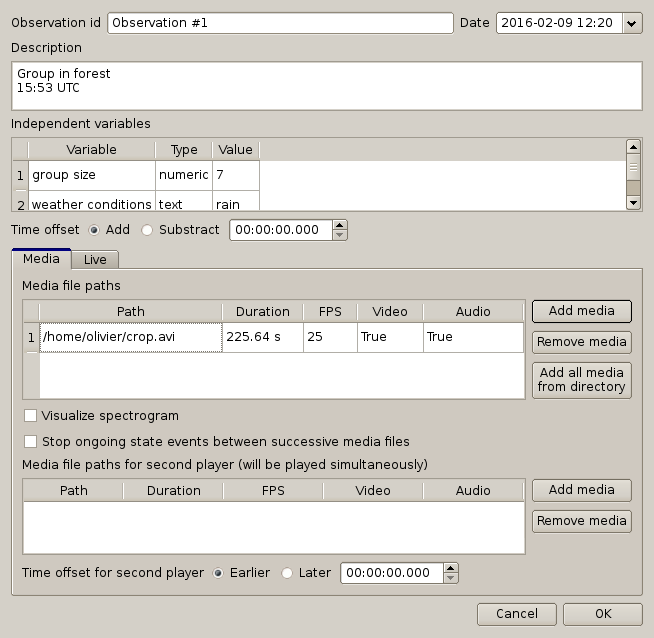 Observation id Observation #1 Date 2016-02-09 12:20
Description
Group in forest
15:53 UTC
Independent variables
Variable Type Value
1 group size numeric 7
2 weather conditions text rain
Time offset Add Substract 00:00:00.000
Media Live
Media file paths
Path Duration FPS Video Audio
1 /home/olivier/crop.avi 225.64 s 25 True True
Add media
Remove media
Add all media
from directory
Visualize spectrogram
Stop ongoing state events between successive media files
Media file paths for second player (will be played simultaneously)
Path Duration FPS Video Audio
Add media
Remove media
Time offset for second player Earlier Later 00:00:00.000
Cancel OK